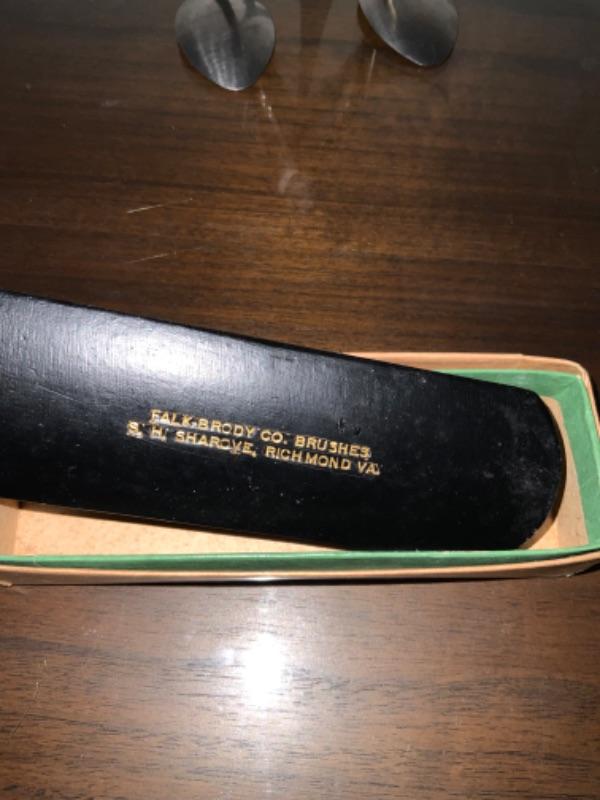 FALK-BRODY CO. BRUSHES
S. H. SHAROVE, RICHMOND VA.